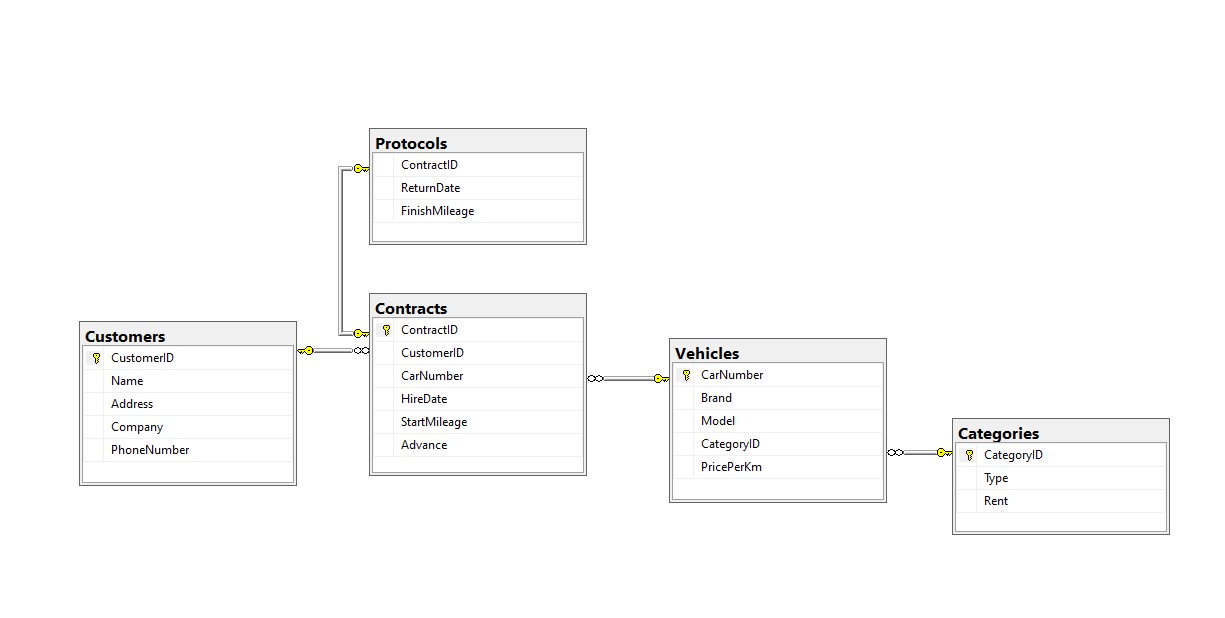 Protocols
ContractID
ReturnDate
FinishMileage
Customers
CustomerID
Name
Address
Company
PhoneNumber
Contracts
ContractID
CustomerID
CarNumber
HireDate
StartMileage
Advance
Vehicles
CarNumber
Brand
Model
CategoryID
PricePerKm
Categories
CategoryID
Type
Rent